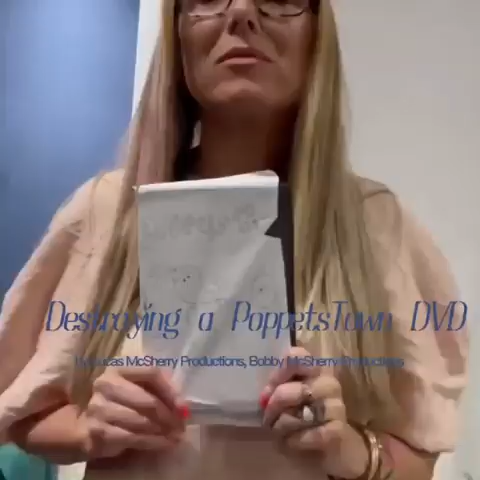 Destroying a PoppetsTown DVD
By Lucas McSherry Productions, Bobby McSherry Productions